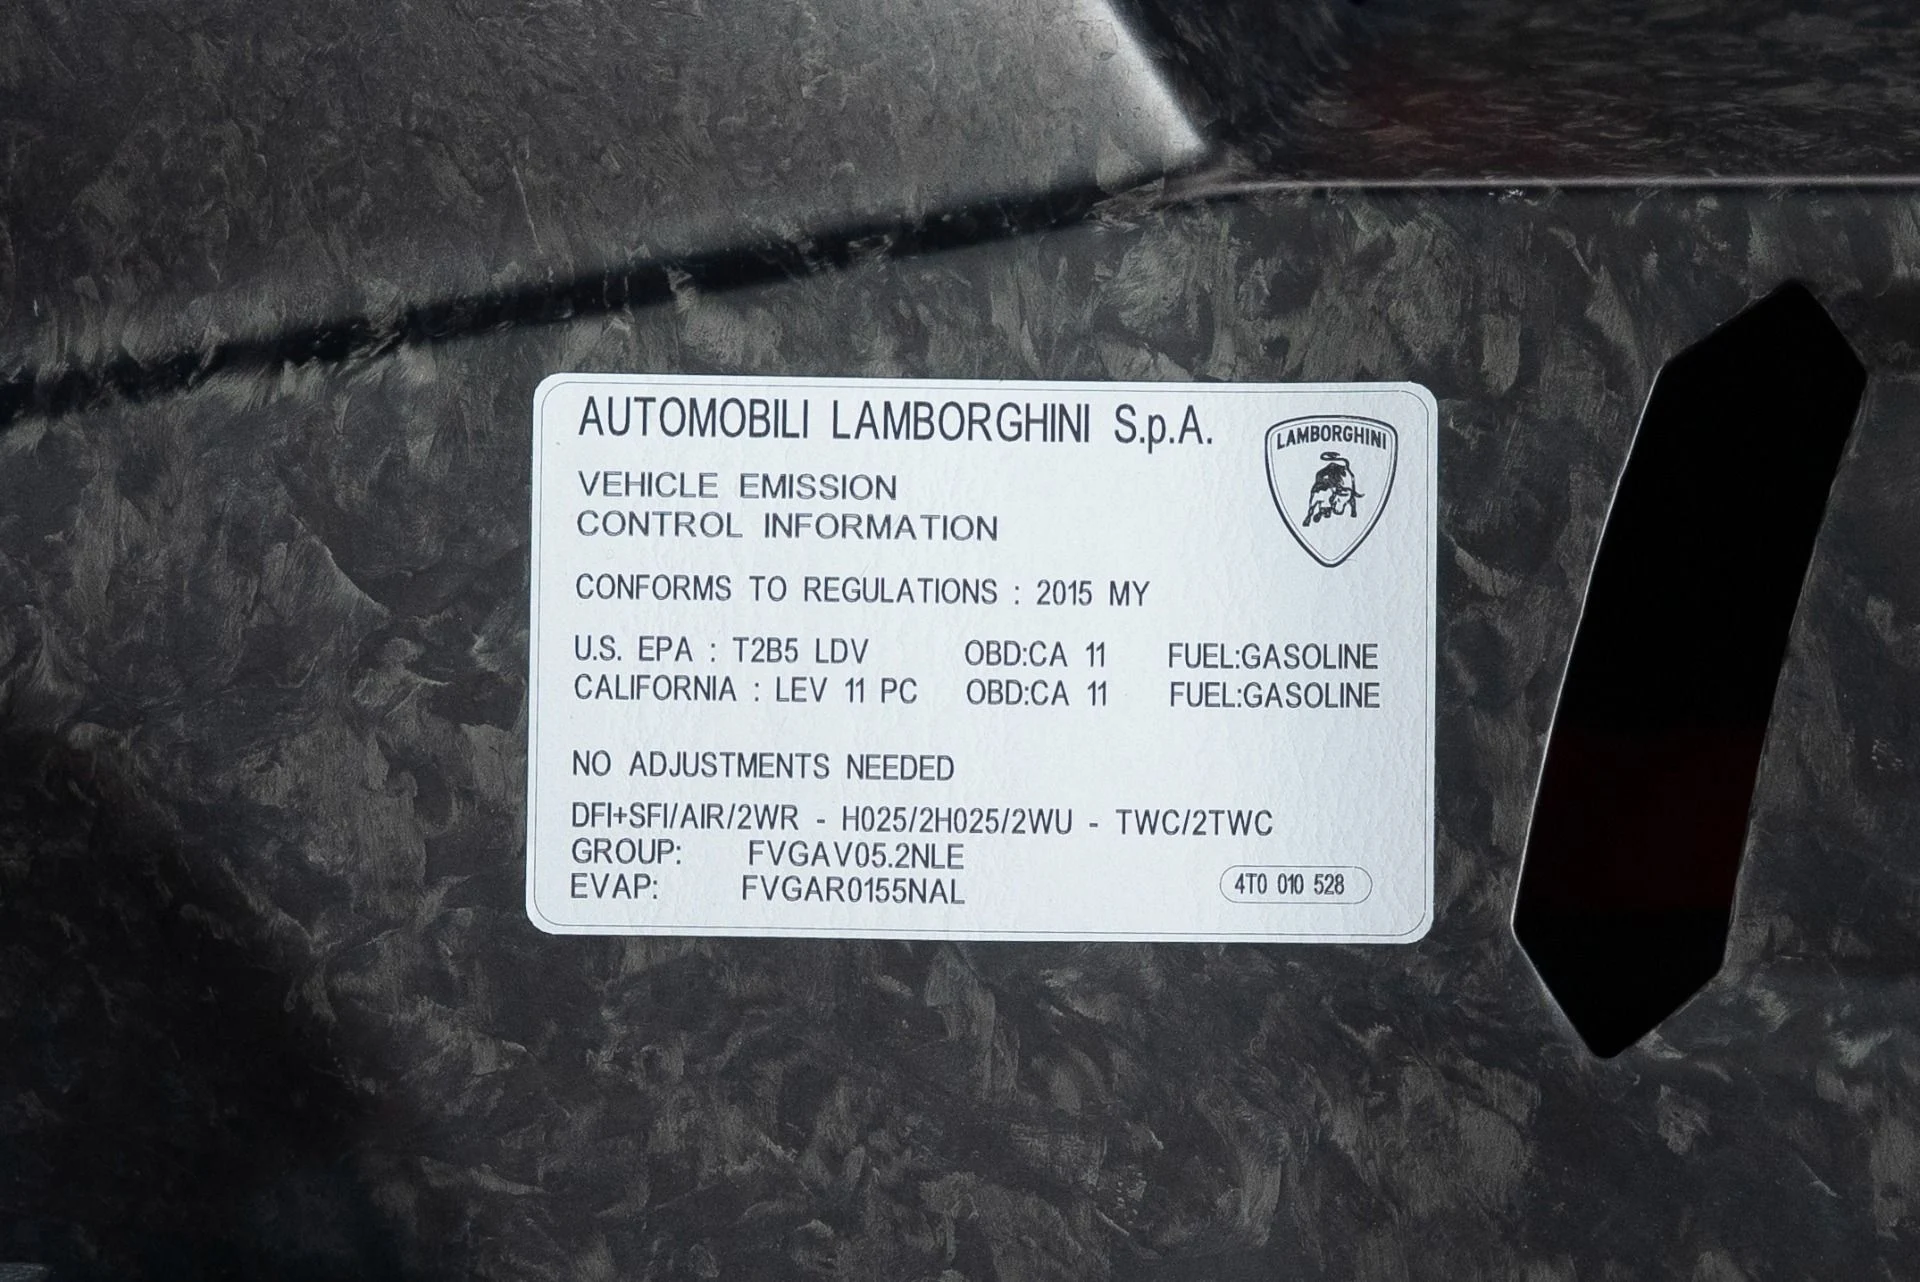 AUTOMOBILI LAMBORGHINI S.p.A.
LAMBORGHINI
VEHICLE EMISSION
CONTROL INFORMATION
CONFORMS TO REGULATIONS : 2015 MY
U.S. EPA : T2B5 LDV OBD:CA 11 FUEL:GASOLINE
CALIFORNIA : LEV 11 PC OBD:CA 11 FUEL:GASOLINE
NO ADJUSTMENTS NEEDED
DFI+SFI/AIR/2WR - H025/2H025/2WU - TWC/2TWC
GROUP: FVGAV05.2NLE
EVAP: FVGAR0155NAL
4T0 010 528